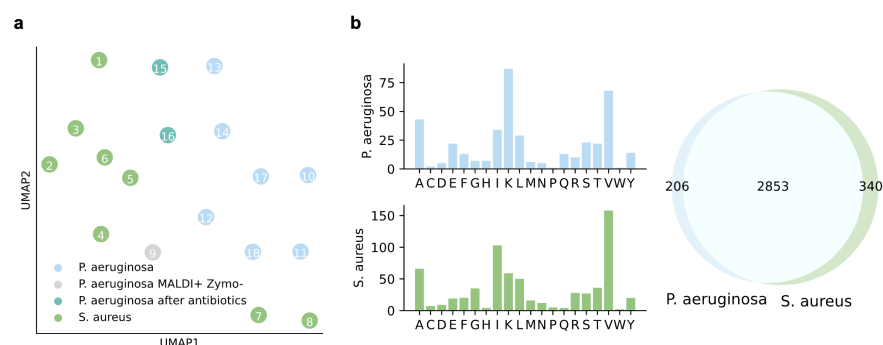 a
b
1
15
13
3
16
14
6
2
5
17
10
12
4
9
18
11
7
8
UMAP2
UMAP1
P. aeruginosa
P. aeruginosa MALDI+ Zymo-
P. aeruginosa after antibiotics
S. aureus
P. aeruginosa
75
50
25
0
A C D E F G H I K L M N P Q R S T V W Y
S. aureus
150
100
50
0
A C D E F G H I K L M N P Q R S T V W Y
206
2853
340
P. aeruginosa
S. aureus